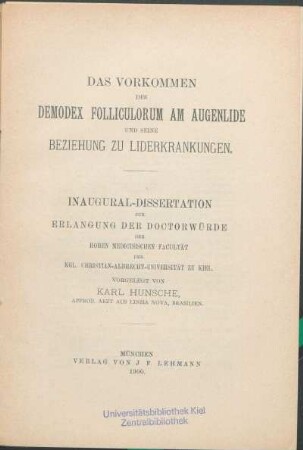 DAS VORKOMMEN
DES
DEMODEX FOLLICULORUM AM AUGENLIDE
UND SEINE
BEZIEHUNG ZU LIDERKRANKUNGEN.
INAUGURAL-DISSERTATION
ZUR
ERLANGUNG DER DOCTORWÜRDE
DER
HOHEN MEDICINISCHEN FACULTÄT
DER
KGL. CHRISTIAN-ALBRECHT-UNIVERSITÄT ZU KIEL
VORGELEGT VON
KARL HUNSCHE,
APPROB. ARZT AUS LINHA NOVA, BRASILIEN.
MÜNCHEN
VERLAG VON J. F. LEHMANN
1900.
Universitätsbibliothek Kiel
Zentralbibliothek